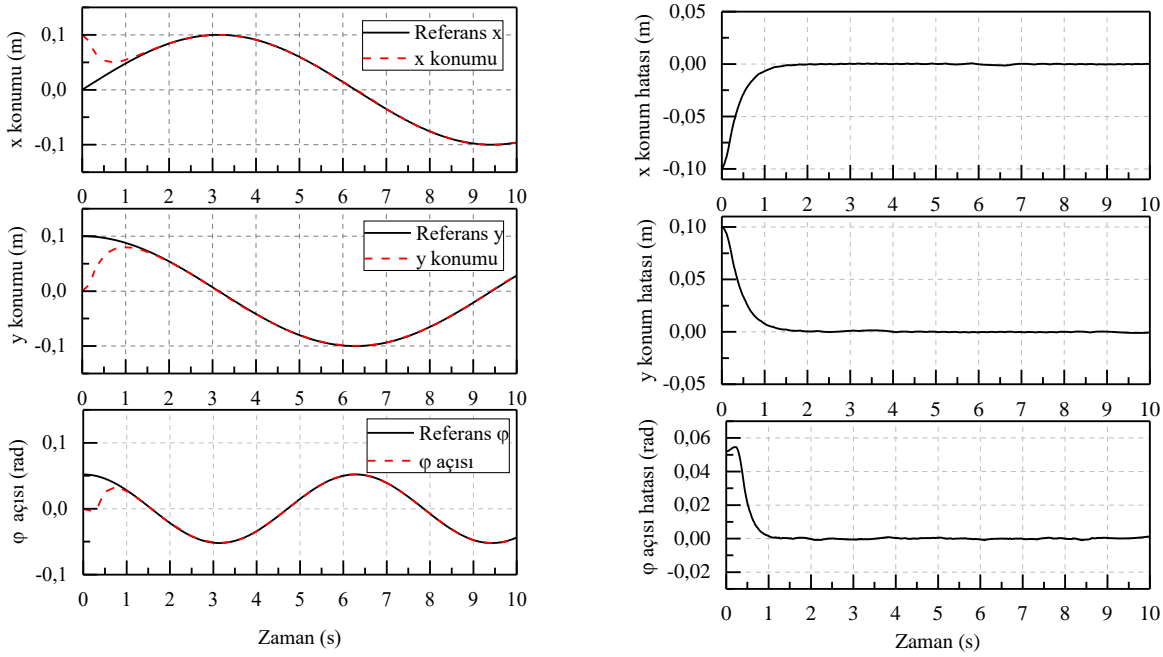 x konumu (m)
0,1
0,0
-0,1
Referans x
x konumu
0 1 2 3 4 5 6 7 8 9 10
y konumu (m)
0,1
0,0
-0,1
Referans y
y konumu
0 1 2 3 4 5 6 7 8 9 10
φ açısı (rad)
0,1
0,0
-0,1
Referans φ
φ açısı
0 1 2 3 4 5 6 7 8 9 10
Zaman (s)
x konum hatası (m)
0,05
0,00
-0,05
-0,10
0 1 2 3 4 5 6 7 8 9 10
y konum hatası (m)
0,10
0,05
0,00
-0,05
0 1 2 3 4 5 6 7 8 9 10
φ açısı hatası (rad)
0,06
0,04
0,02
0,00
-0,02
0 1 2 3 4 5 6 7 8 9 10
Zaman (s)